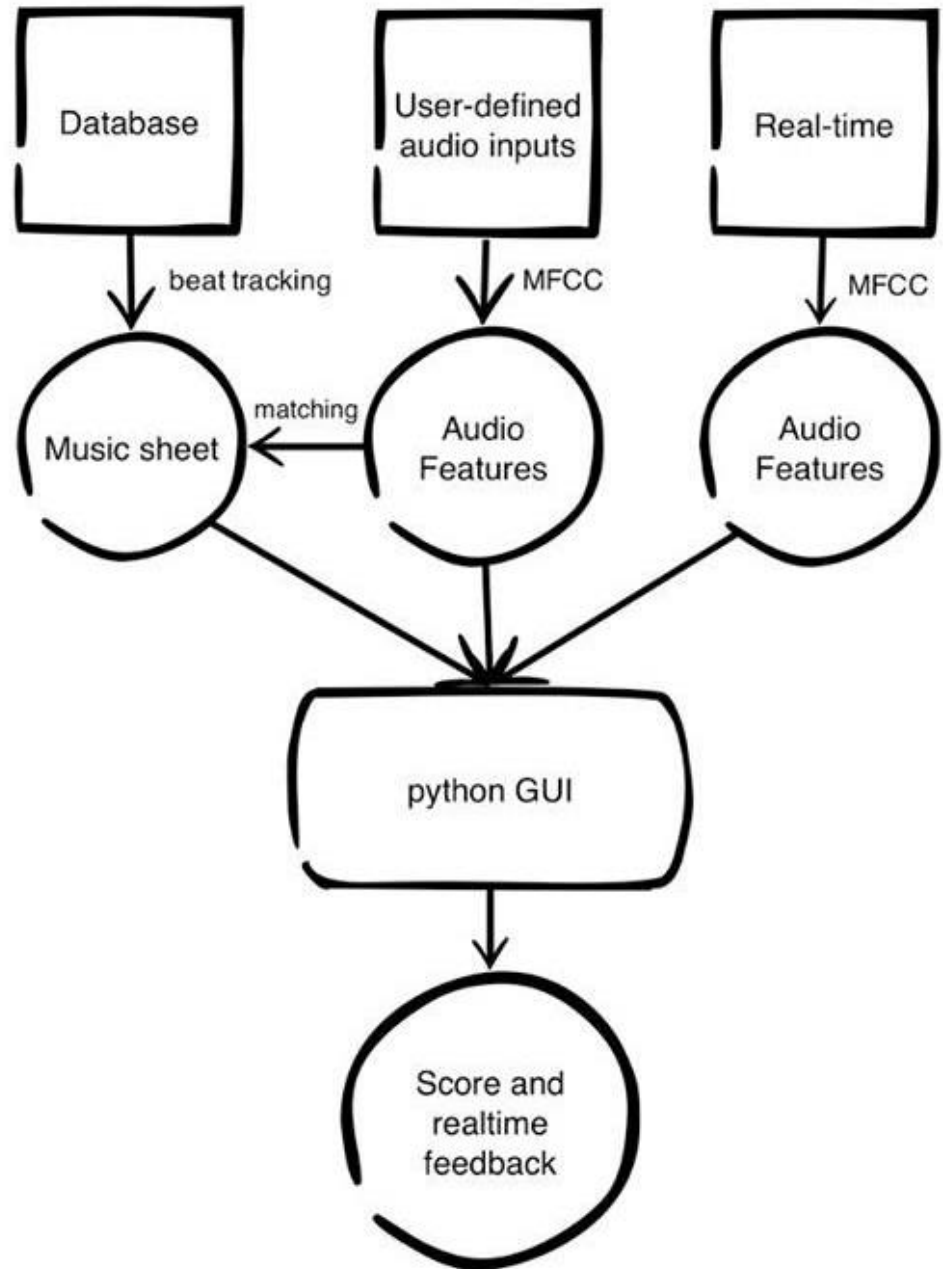 Database
User-defined
audio inputs
Real-time
beat tracking
MFCC
MFCC
Music sheet
matching
Audio
Features
Audio
Features
python GUI
Score and
realtime
feedback